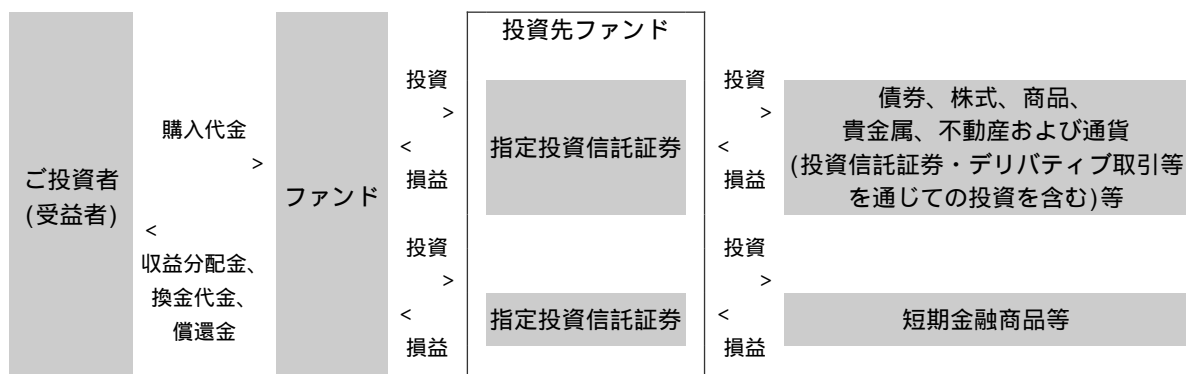 ご投資者
(受益者)
購入代金
>
<
収益分配金、
換金代金、
償還金
ファンド
投資
>
<
損益
投資
>
<
損益
投資先ファンド
指定投資信託証券
指定投資信託証券
投資
>
<
損益
投資
>
<
損益
債券、株式、商品、
貴金属、不動産および通貨
(投資信託証券・デリバティブ取引等
を通じての投資を含む)等
短期金融商品等